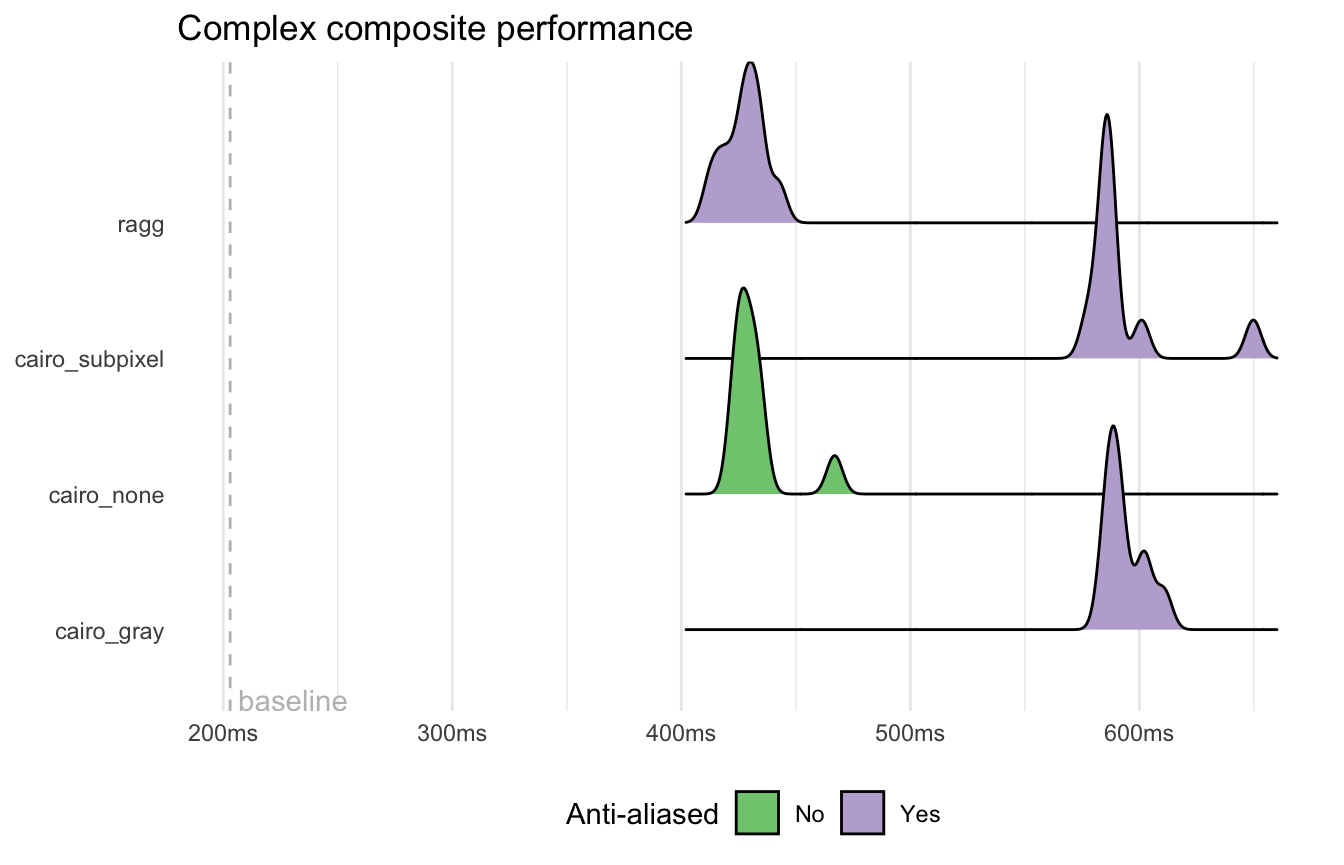 Complex composite performance
ragg
cairo_subpixel
cairo_none
cairo_gray
baseline
200ms 300ms 400ms 500ms 600ms
Anti-aliased No Yes